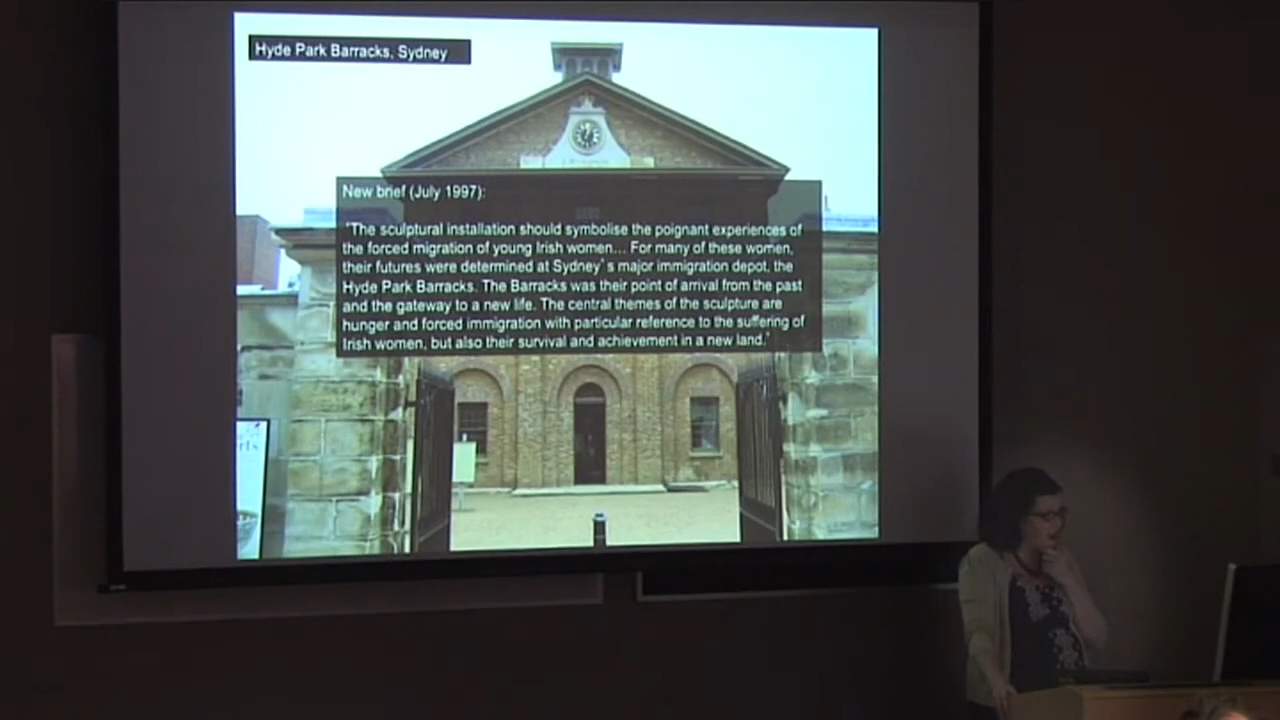 Hyde Park Barracks, Sydney
New brief (July 1997):
'The sculptural installation should symbolise the poignant experiences of
the forced migration of young Irish women... For many of these women,
their futures were determined at Sydney's major immigration depot, the
Hyde Park Barracks. The Barracks was their point of arrival from the past
and the gateway to a new life. The central themes of the sculpture are
hunger and forced immigration with particular reference to the suffering of
Irish women, but also their survival and achievement in a new land.'